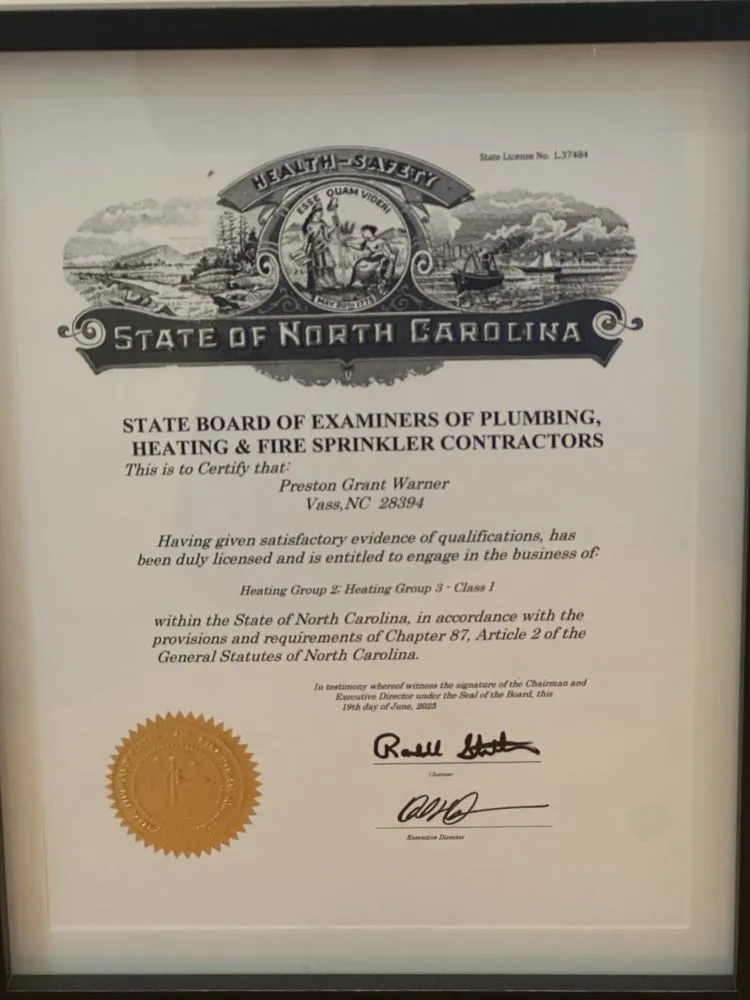 State License No. L.37484
HEALTH-SAFETY
ESSE QUAM VIDERI
MAY 20TH 1775
STATE OF NORTH CAROLINA
STATE BOARD OF EXAMINERS OF PLUMBING,
HEATING & FIRE SPRINKLER CONTRACTORS
This is to Certify that:
Preston Grant Warner
Vass,NC 28394
Having given satisfactory evidence of qualifications, has
been duly licensed and is entitled to engage in the business of:
Heating Group 2: Heating Group 3 - Class I
within the State of North Carolina, in accordance with the
provisions and requirements of Chapter 87, Article 2 of the
General Statutes of North Carolina.
In testimony whereof witness the signature of the Chairman and
Executive Director under the Seal of the Board, this
19th day of June, 2025
Chairman
Executive Director